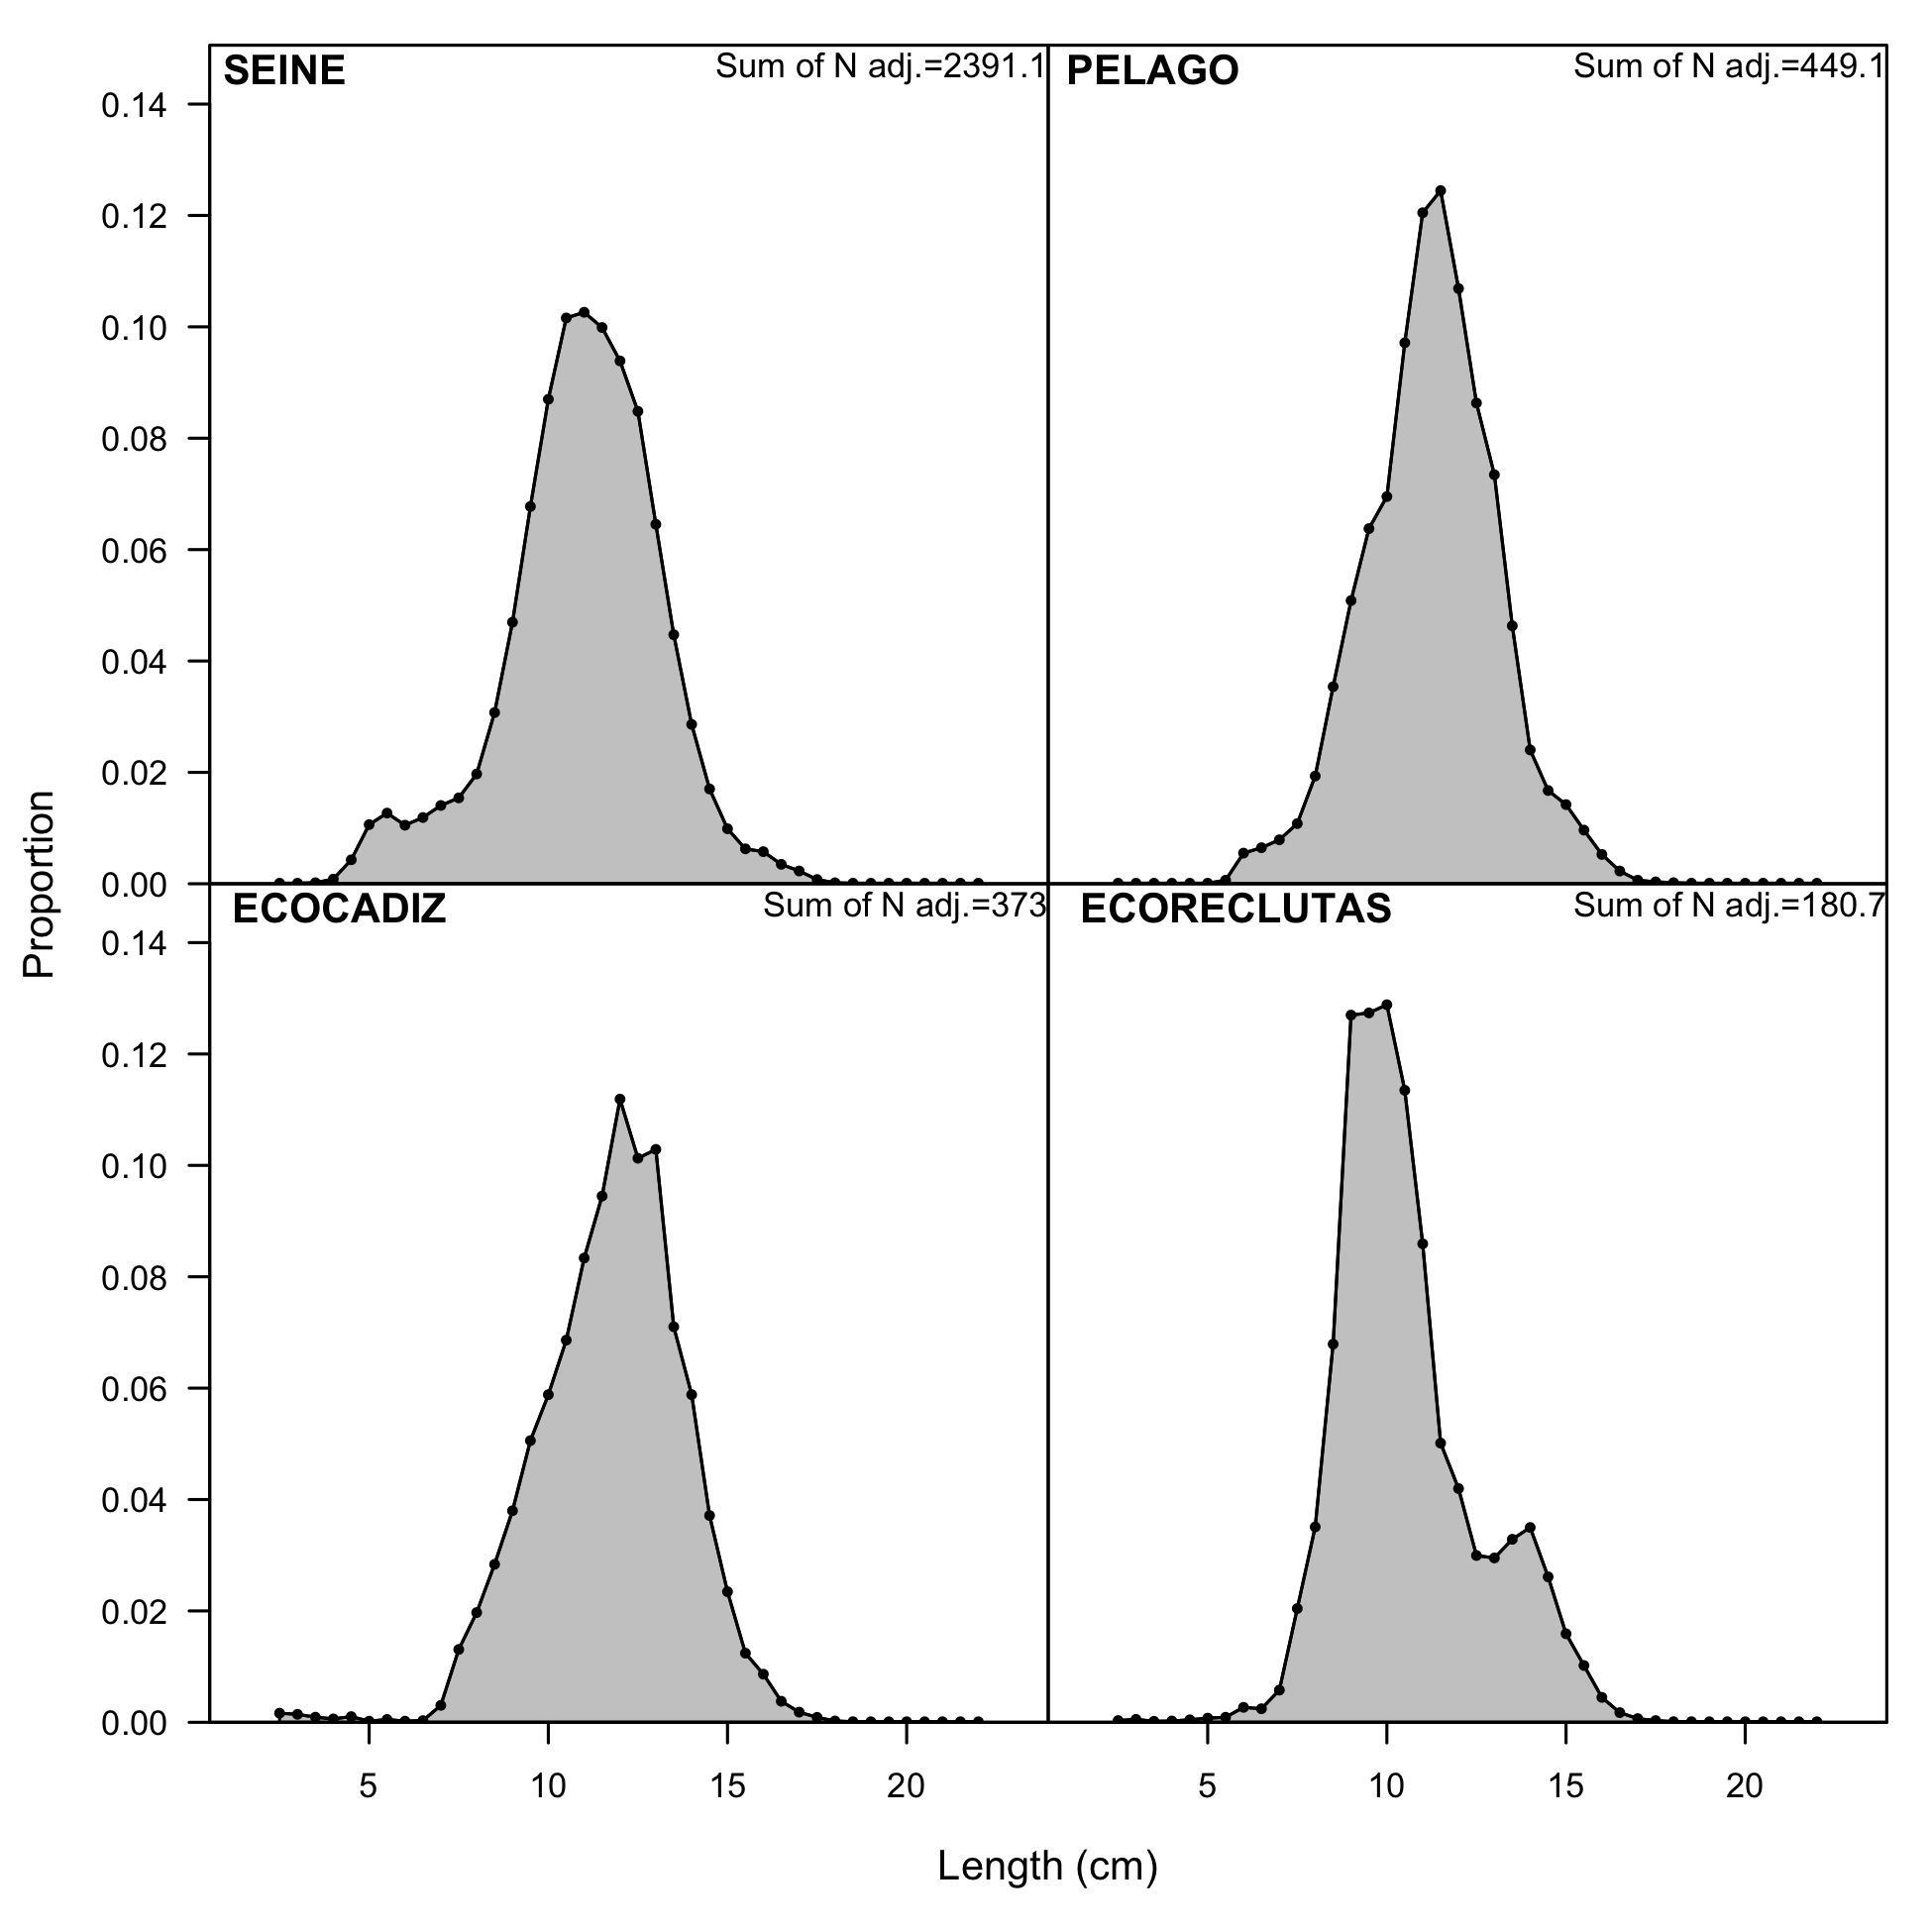 SEINE Sum of N adj.=2391.1
PELAGO Sum of N adj.=449.1
0.14
0.12
0.10
0.08
0.06
0.04
0.02
0.00
ECOCADIZ Sum of N adj.=373
ECORECLUTAS Sum of N adj.=180.7
0.14
0.12
0.10
0.08
0.06
0.04
0.02
0.00
Proportion
5 10 15 20 5 10 15 20
Length (cm)